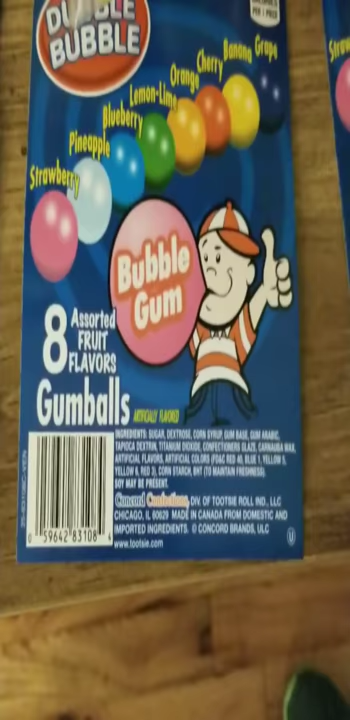 DUBBLE
BUBBLE
Grape
Banana
Cherry
Orange
Lemon-Lime
Blueberry
Pineapple
Strawberry
Bubble
Gum
8 Assorted
FRUIT
FLAVORS
Gumballs
ARTIFICIALLY FLAVORED
INGREDIENTS: SUGAR, DEXTROSE, CORN SYRUP, GUM BASE, GUM ARABIC,
TAPIOCA DEXTRIN, TITANIUM DIOXIDE, CONFECTIONERS GLAZE, CARNAUBA WAX,
ARTIFICIAL FLAVORS, ARTIFICIAL COLORS (FD&C RED 40, BLUE 1, YELLOW 5,
YELLOW 6, RED 3), CORN STARCH, BHT (TO MAINTAIN FRESHNESS).
SOY MAY BE PRESENT.
Concord Confections, DIV. OF TOOTSIE ROLL IND., LLC
CHICAGO, IL 60629 MADE IN CANADA FROM DOMESTIC AND
IMPORTED INGREDIENTS. © CONCORD BRANDS, ULC
www.tootsie.com
0 59642 83108 4
U
Straw